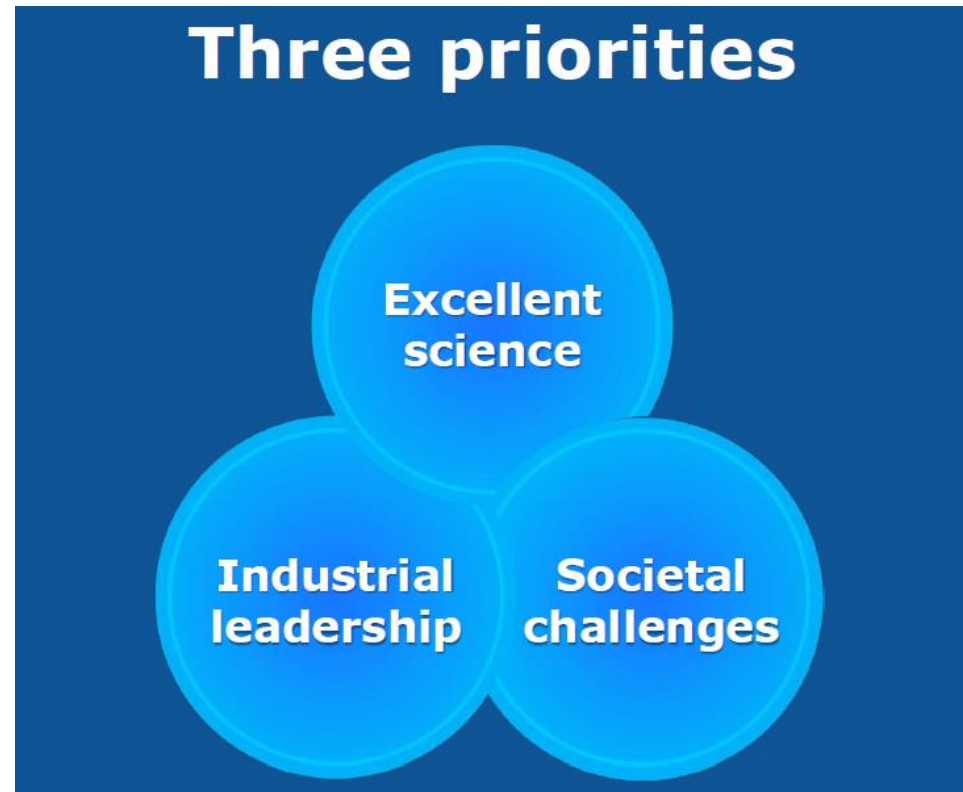 Three priorities
Excellent
science
Industrial
leadership
Societal
challenges